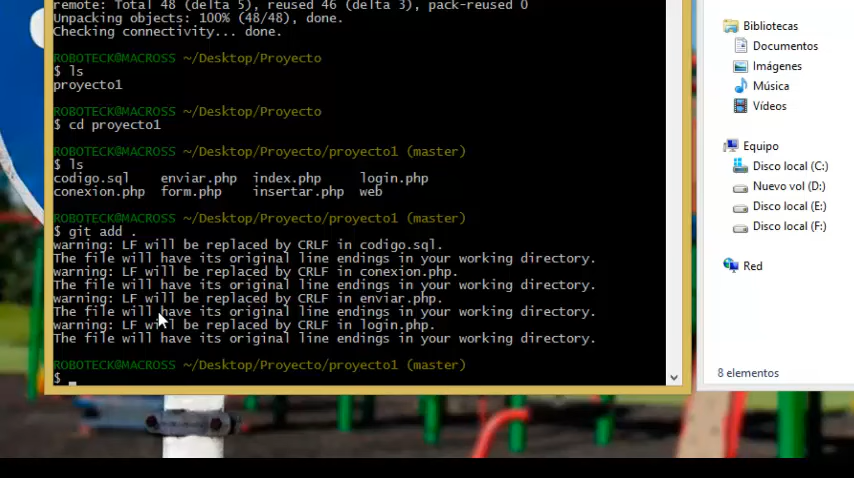 remote: Total 48 (delta 5), reused 46 (delta 3), pack-reused 0
Unpacking objects: 100% (48/48), done.
Checking connectivity... done.
ROBOTECK@MACROSS ~/Desktop/Proyecto
$ ls
proyecto1
ROBOTECK@MACROSS ~/Desktop/Proyecto
$ cd proyecto1
ROBOTECK@MACROSS ~/Desktop/Proyecto/proyecto1 (master)
$ ls
codigo.sql enviar.php index.php login.php
conexion.php form.php insertar.php web
ROBOTECK@MACROSS ~/Desktop/Proyecto/proyecto1 (master)
$ git add .
warning: LF will be replaced by CRLF in codigo.sql.
The file will have its original line endings in your working directory.
warning: LF will be replaced by CRLF in conexion.php.
The file will have its original line endings in your working directory.
warning: LF will be replaced by CRLF in enviar.php.
The file will have its original line endings in your working directory.
warning: LF will be replaced by CRLF in login.php.
The file will have its original line endings in your working directory.
ROBOTECK@MACROSS ~/Desktop/Proyecto/proyecto1 (master)
$
Bibliotecas
Documentos
Imágenes
Música
Vídeos
Equipo
Disco local (C:)
Nuevo vol (D:)
Disco local (E:)
Disco local (F:)
Red
8 elementos